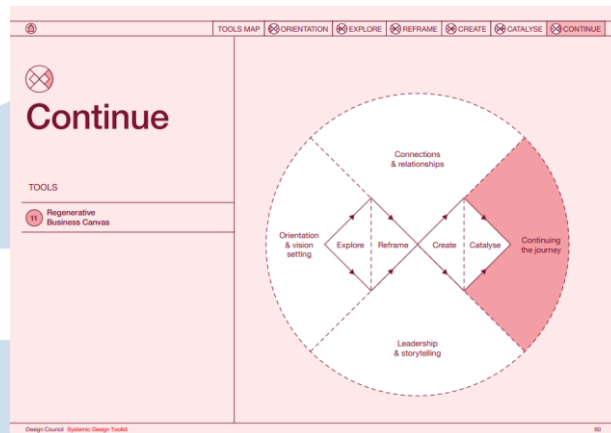 TOOLS MAP ORIENTATION EXPLORE REFRAME CREATE CATALYSE CONTINUE
Continue
TOOLS
11 Regenerative
Business Canvas
Connections
& relationships
Orientation
& vision
setting
Explore
Reframe
Create
Catalyse
Continuing
the journey
Leadership
& storytelling
Design Council Systemic Design Toolkit
60